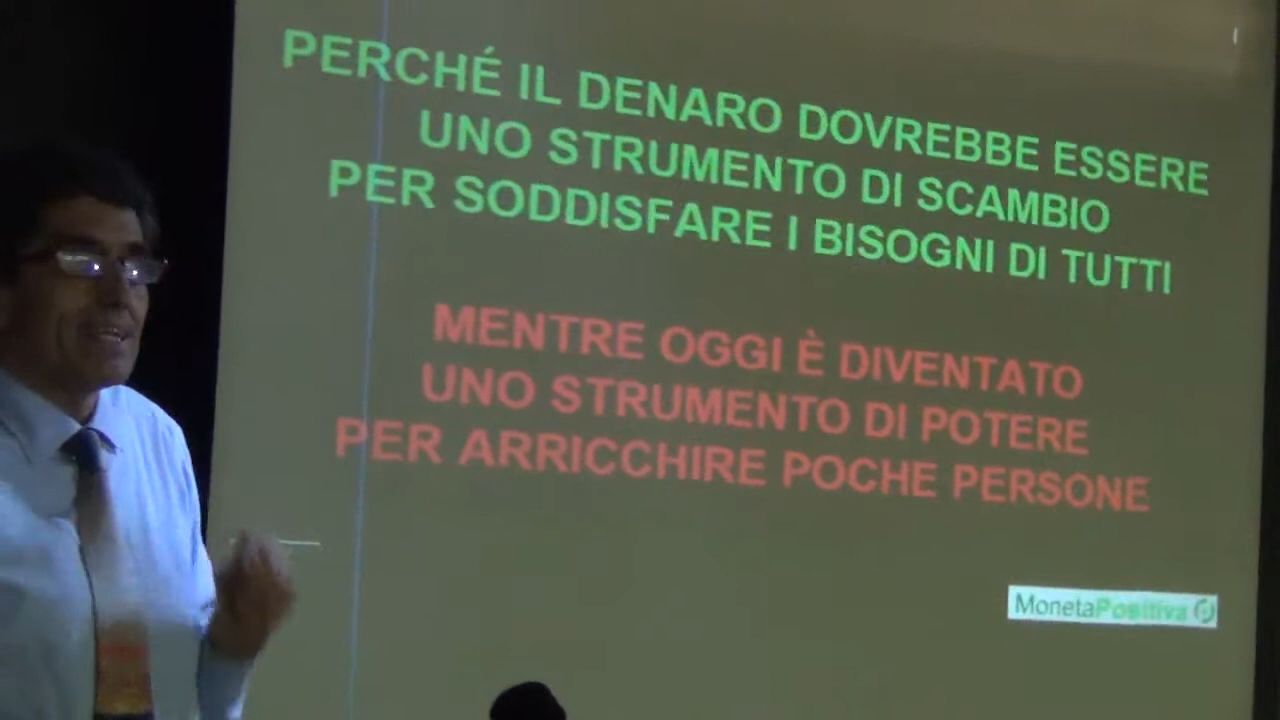 PERCHÉ IL DENARO DOVREBBE ESSERE
UNO STRUMENTO DI SCAMBIO
PER SODDISFARE I BISOGNI DI TUTTI
MENTRE OGGI È DIVENTATO
UNO STRUMENTO DI POTERE
PER ARRICCHIRE POCHE PERSONE
MonetaPositiva